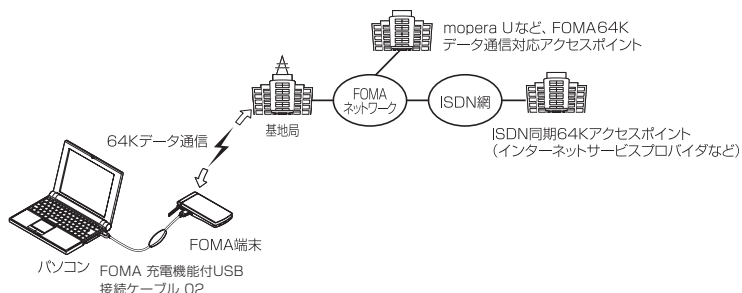 mopera Uなど、FOMA64K
データ通信対応アクセスポイント
FOMA
ネットワーク
ISDN網
基地局
ISDN同期64Kアクセスポイント
（インターネットサービスプロバイダなど）
64Kデータ通信
FOMA端末
パソコン
FOMA 充電機能付USB
接続ケーブル 02